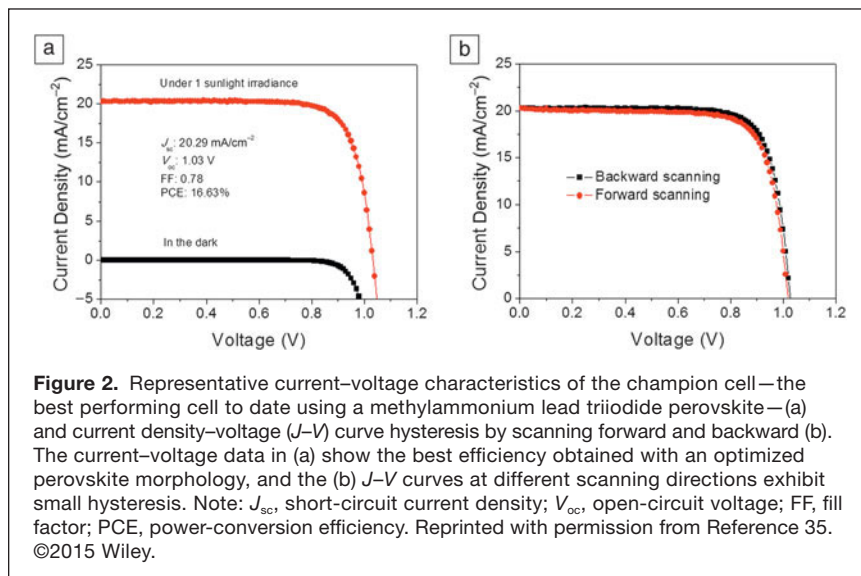 a
Under 1 sunlight irradiance
Jsc: 20.29 mA/cm⁻²
Voc: 1.03 V
FF: 0.78
PCE: 16.63%
In the dark
Current Density (mA/cm⁻²)
25
20
15
10
5
0
−5
0.0 0.2 0.4 0.6 0.8 1.0 1.2
Voltage (V)
b
Backward scanning
Forward scanning
Current Density (mA/cm⁻²)
25
20
15
10
5
0
0.0 0.2 0.4 0.6 0.8 1.0 1.2
Voltage (V)
Figure 2. Representative current–voltage characteristics of the champion cell—the
best performing cell to date using a methylammonium lead triiodide perovskite—(a)
and current density–voltage (J–V) curve hysteresis by scanning forward and backward (b).
The current–voltage data in (a) show the best efficiency obtained with an optimized
perovskite morphology, and the (b) J–V curves at different scanning directions exhibit
small hysteresis. Note: Jsc, short-circuit current density; Voc, open-circuit voltage; FF, fill
factor; PCE, power-conversion efficiency. Reprinted with permission from Reference 35.
©2015 Wiley.